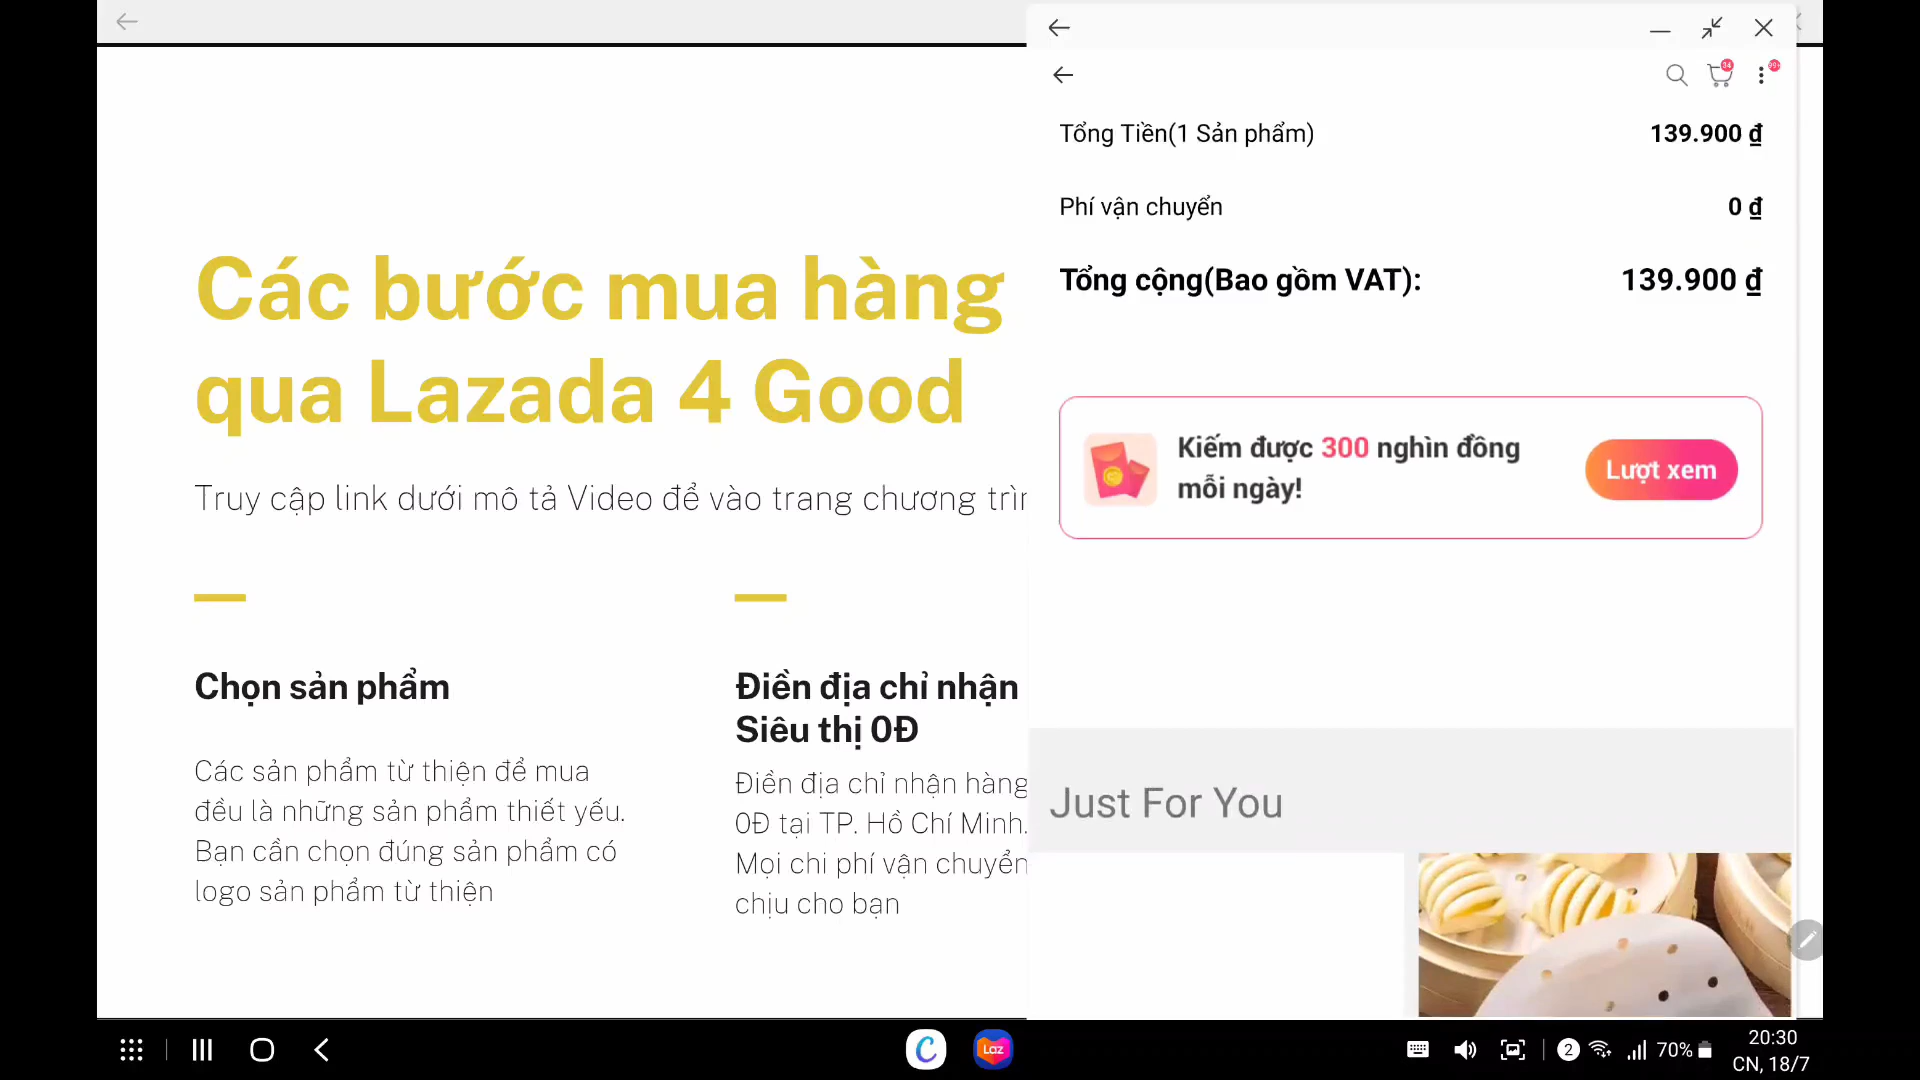 Các bước mua hàng
qua Lazada 4 Good
Truy cập link dưới mô tả Video để vào trang chương
Chọn sản phẩm
Các sản phẩm từ thiện để mua
đều là những sản phẩm thiết yếu.
Bạn cần chọn đúng sản phẩm có
logo sản phẩm từ thiện
Điền địa chỉ nhận
Siêu thị 0Đ
Điền địa chỉ nhận hàng
0Đ tại TP. Hồ Chí Minh.
Mọi chi phí vận chuyển
chịu cho bạn
34
99+
Tổng Tiền(1 Sản phẩm) 139.900 ₫
Phí vận chuyển 0 ₫
Tổng cộng(Bao gồm VAT): 139.900 ₫
Kiếm được 300 nghìn đồng
mỗi ngày!
Lượt xem
Just For You
C
Laz
2
70%
20:30
CN, 18/7